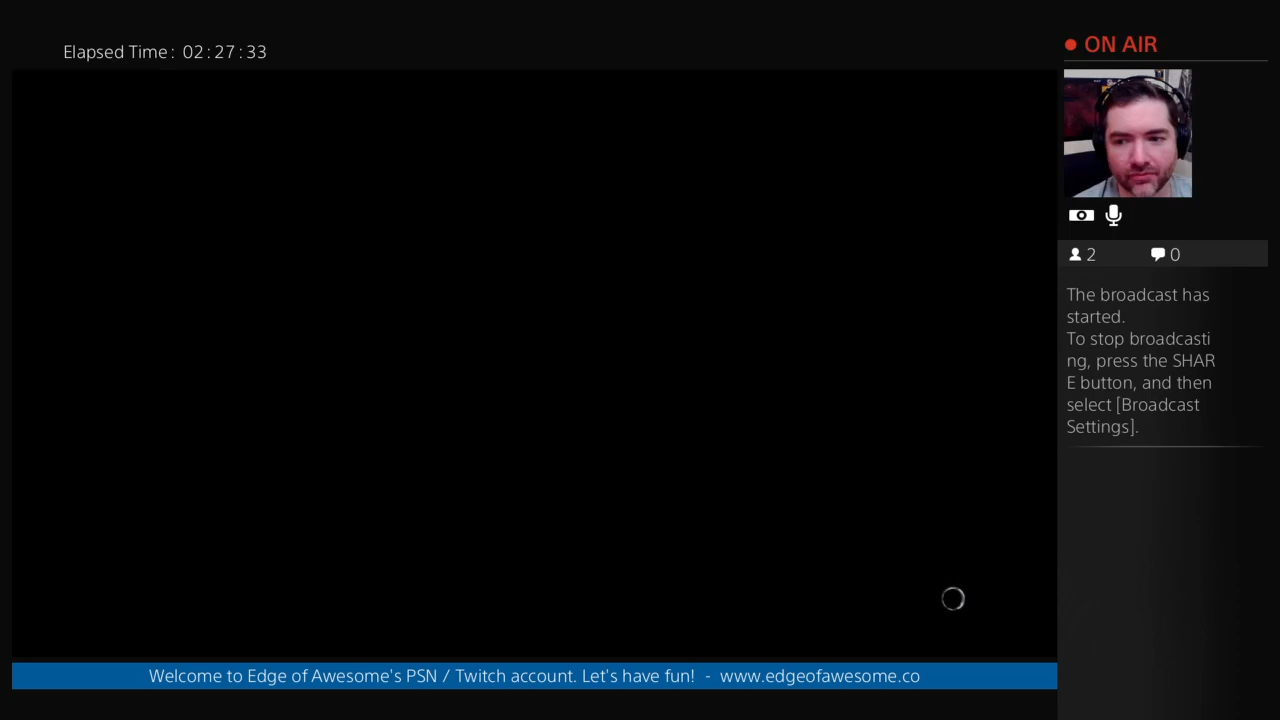 Elapsed Time: 02:27:33
ON AIR
2 0
The broadcast has
started.
To stop broadcasti
ng, press the SHAR
E button, and then
select [Broadcast
Settings].
Welcome to Edge of Awesome's PSN / Twitch account. Let's have fun! - www.edgeofawesome.co